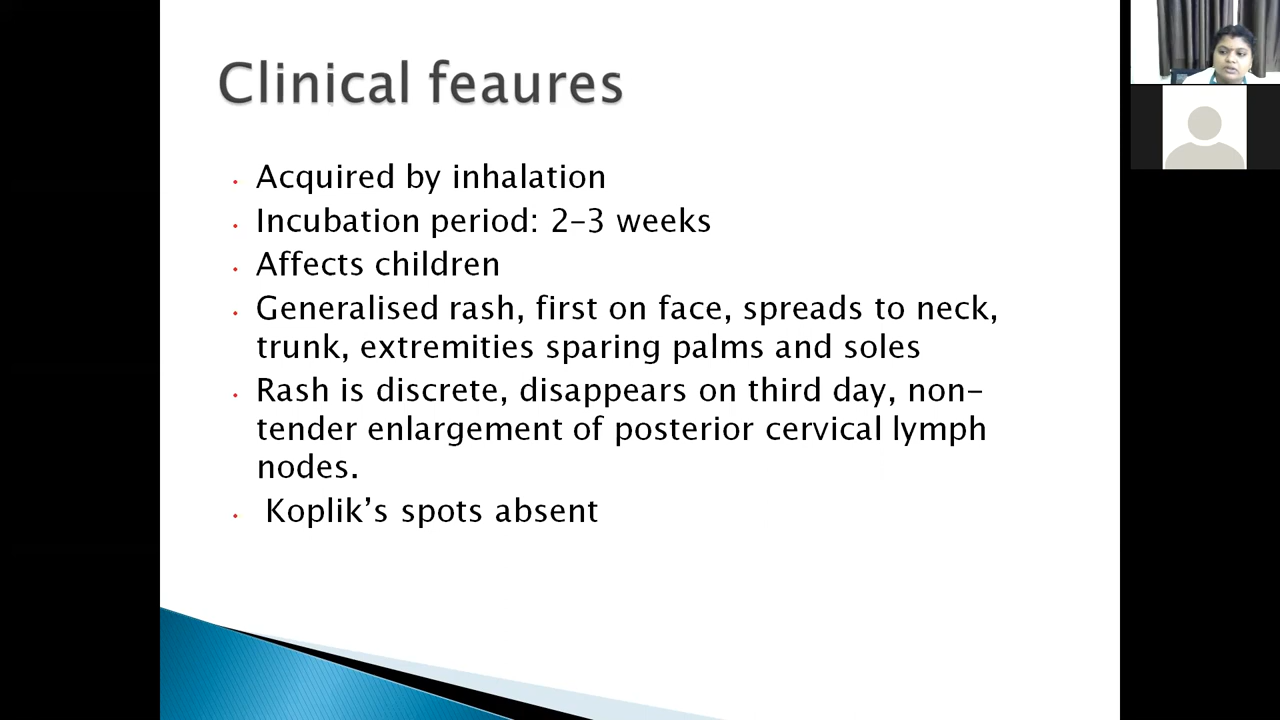 Clinical feaures
• Acquired by inhalation
• Incubation period: 2–3 weeks
• Affects children
• Generalised rash, first on face, spreads to neck,
trunk, extremities sparing palms and soles
• Rash is discrete, disappears on third day, non-
tender enlargement of posterior cervical lymph
nodes.
• Koplik’s spots absent